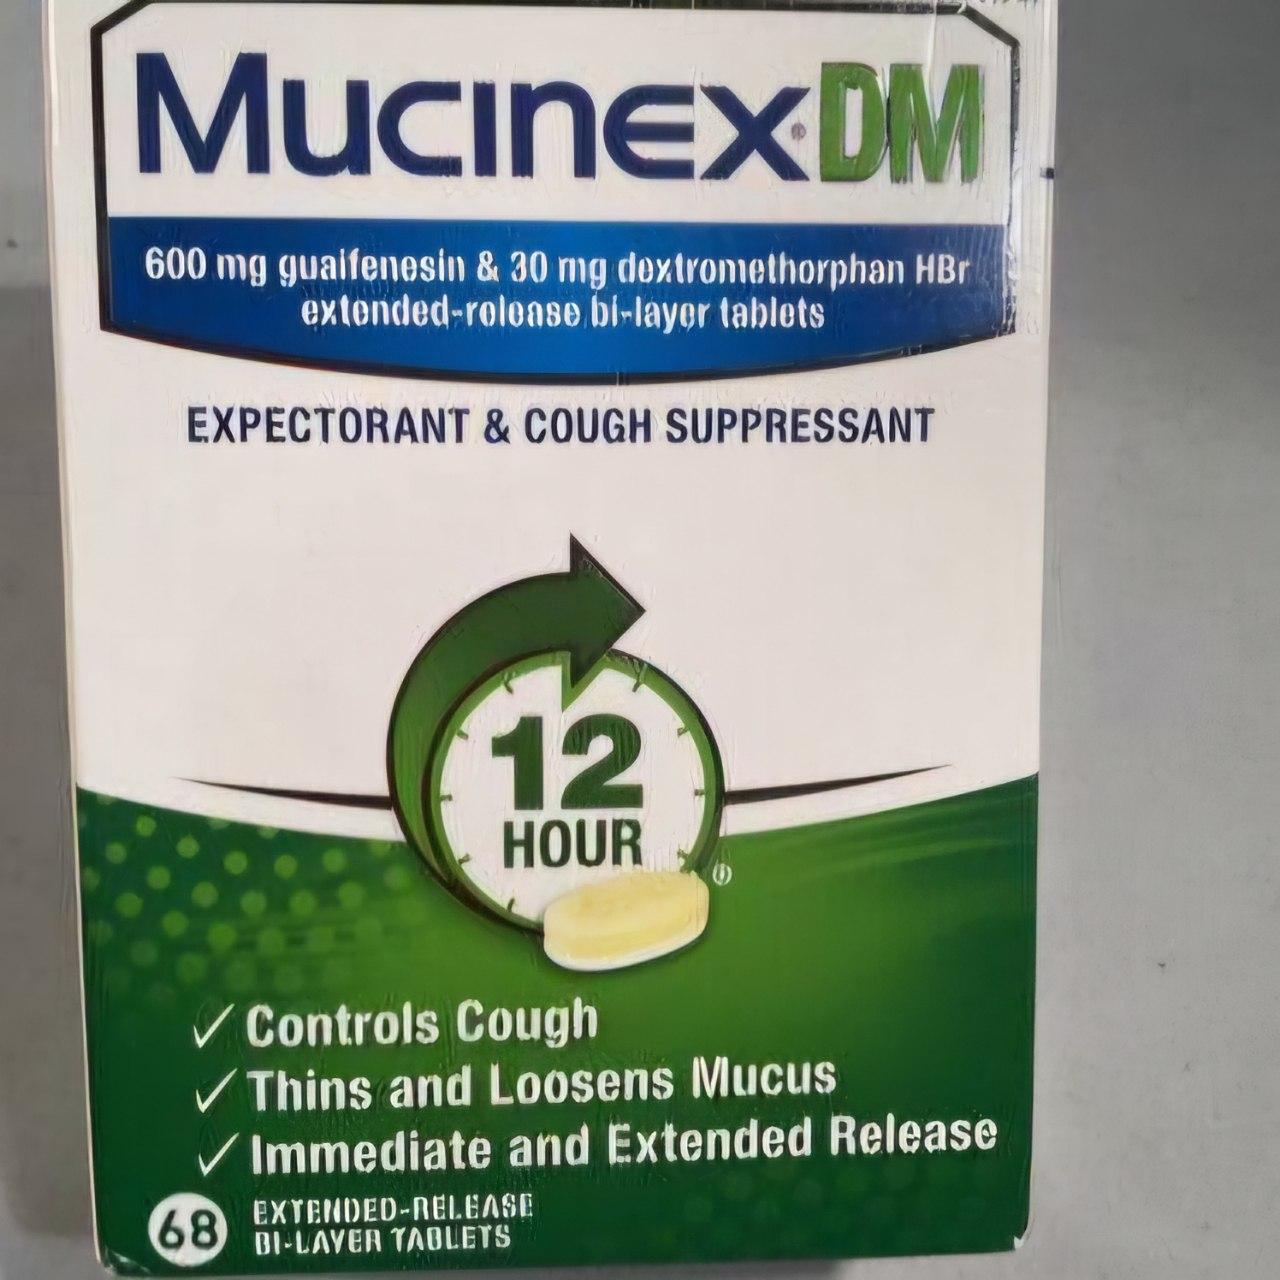 Mucinex® DM
600 mg guaifenesin & 30 mg dextromethorphan HBr
extended-release bi-layer tablets
EXPECTORANT & COUGH SUPPRESSANT
12
HOUR
®
✓ Controls Cough
✓ Thins and Loosens Mucus
✓ Immediate and Extended Release
68 EXTENDED-RELEASE
BI-LAYER TABLETS